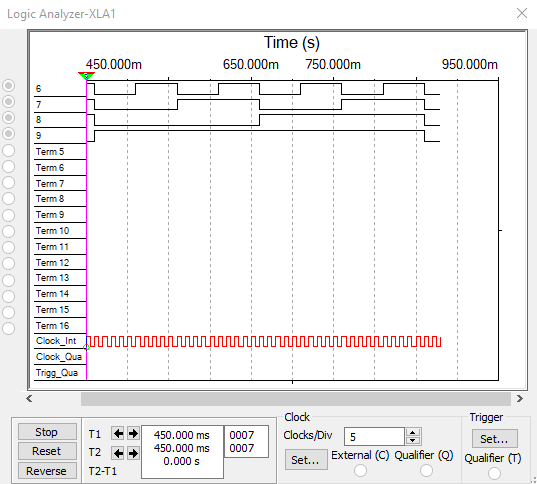 Logic Analyzer-XLA1
Time (s)
450.000m 650.000m 750.000m 950.000m
6
7
8
9
Term 5
Term 6
Term 7
Term 8
Term 9
Term 10
Term 11
Term 12
Term 13
Term 14
Term 15
Term 16
Clock_Int
Clock_Qua
Trigg_Qua
Stop
Reset
Reverse
T1 450.000 ms 0007
T2 450.000 ms 0007
T2-T1 0.000 s
Clock
Clocks/Div 5
Set... External (C) Qualifier (Q)
Trigger
Set...
Qualifier (T)